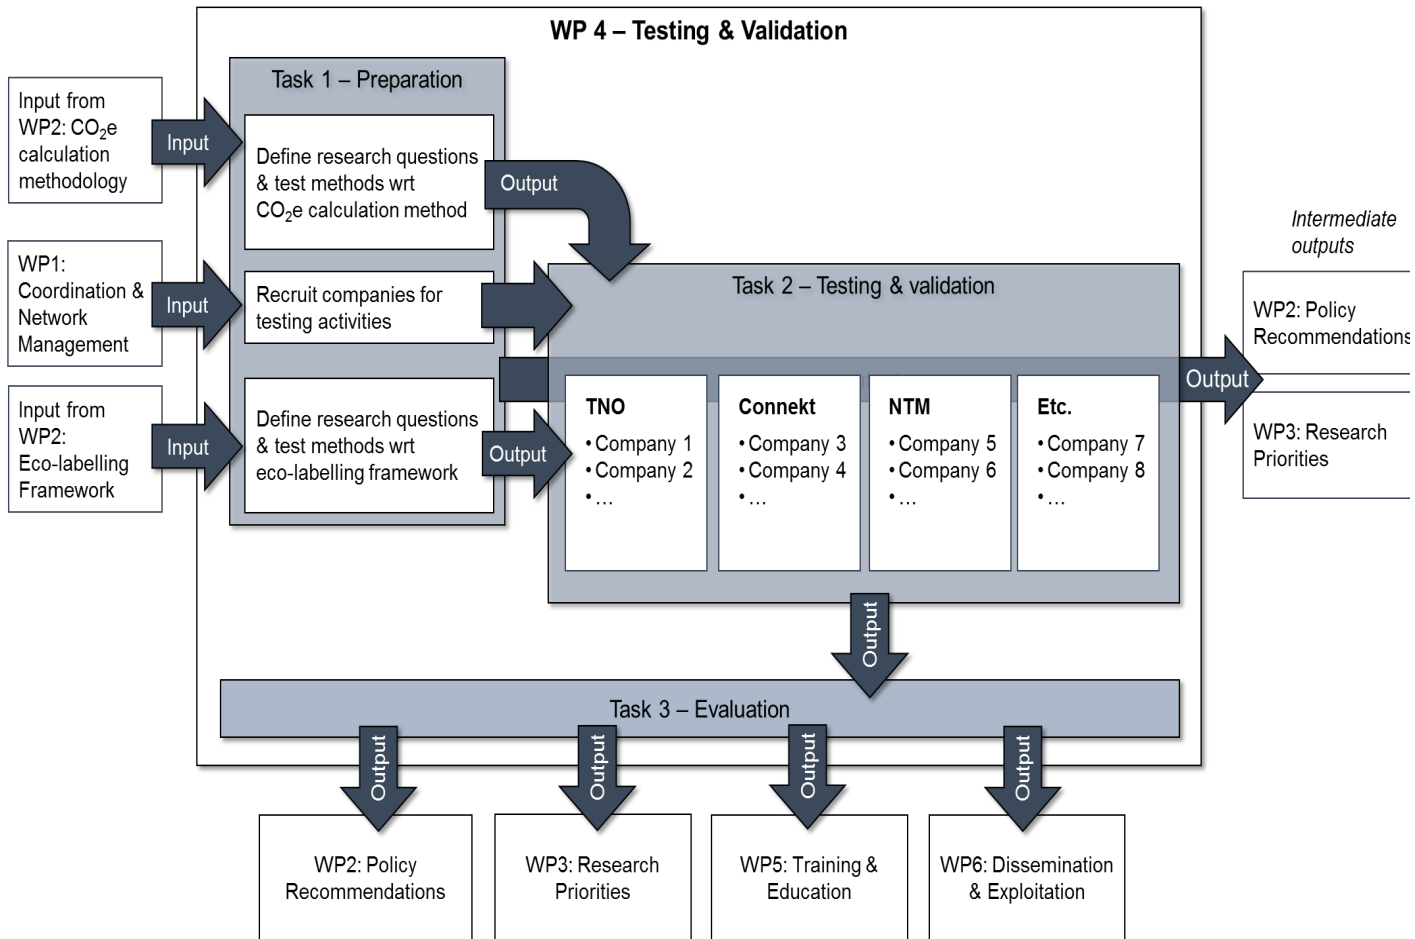 WP 4 – Testing & Validation
Task 1 – Preparation
Input from
WP2: CO₂e
calculation
methodology
Input
Define research questions
& test methods wrt
CO₂e calculation method
Output
WP1:
Coordination &
Network
Management
Input
Recruit companies for
testing activities
Input from
WP2:
Eco-labelling
Framework
Input
Define research questions
& test methods wrt
eco-labelling framework
Output
Task 2 – Testing & validation
TNO
• Company 1
• Company 2
• ...
Connekt
• Company 3
• Company 4
• ...
NTM
• Company 5
• Company 6
• ...
Etc.
• Company 7
• Company 8
• ...
Output
Intermediate
outputs
WP2: Policy
Recommendations
WP3: Research
Priorities
Output
Task 3 – Evaluation
Output
Output
Output
Output
WP2: Policy
Recommendations
WP3: Research
Priorities
WP5: Training &
Education
WP6: Dissemination
& Exploitation